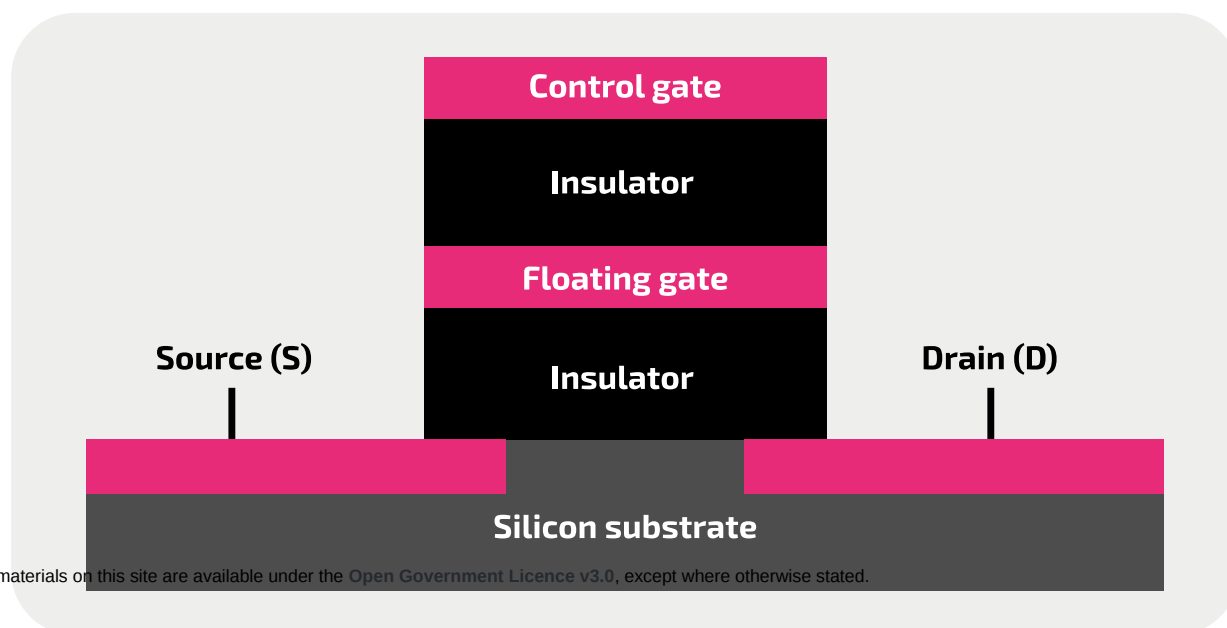 Control gate
Insulator
Floating gate
Source (S)
Drain (D)
Insulator
Silicon substrate
materials on this site are available under the Open Government Licence v3.0, except where otherwise stated.